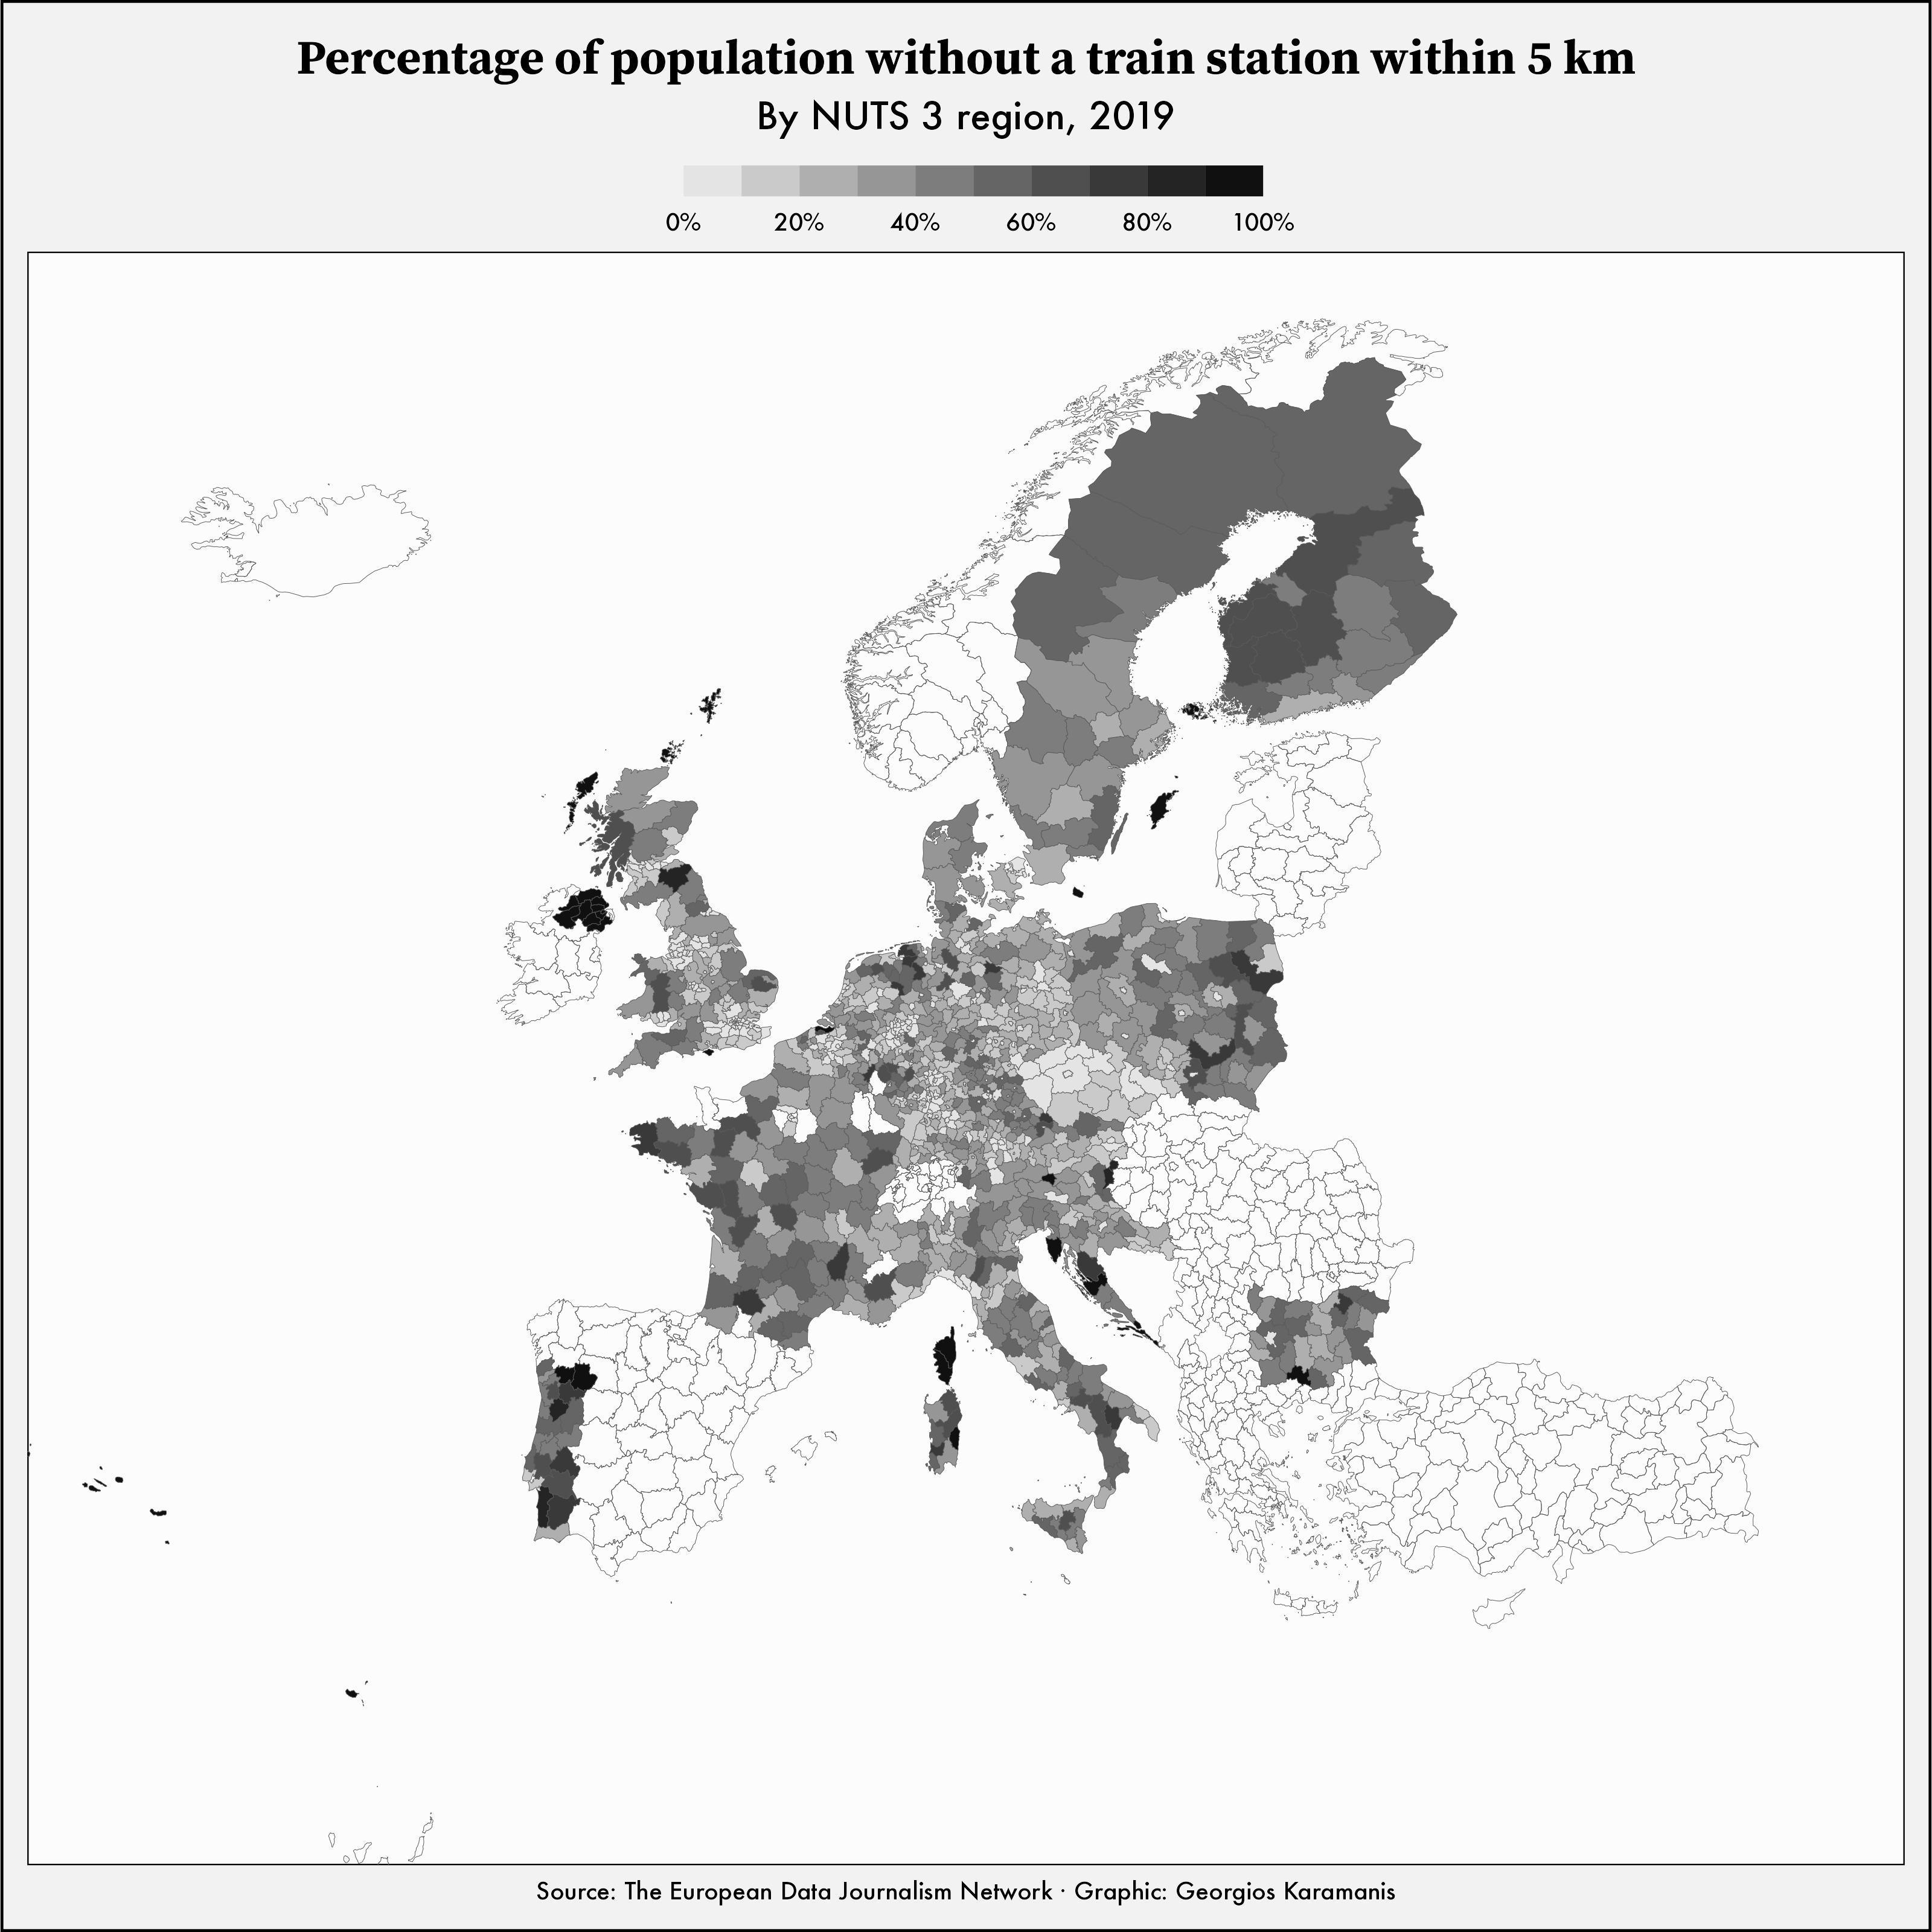 Percentage of population without a train station within 5 km
By NUTS 3 region, 2019
0% 20% 40% 60% 80% 100%
Source: The European Data Journalism Network · Graphic: Georgios Karamanis